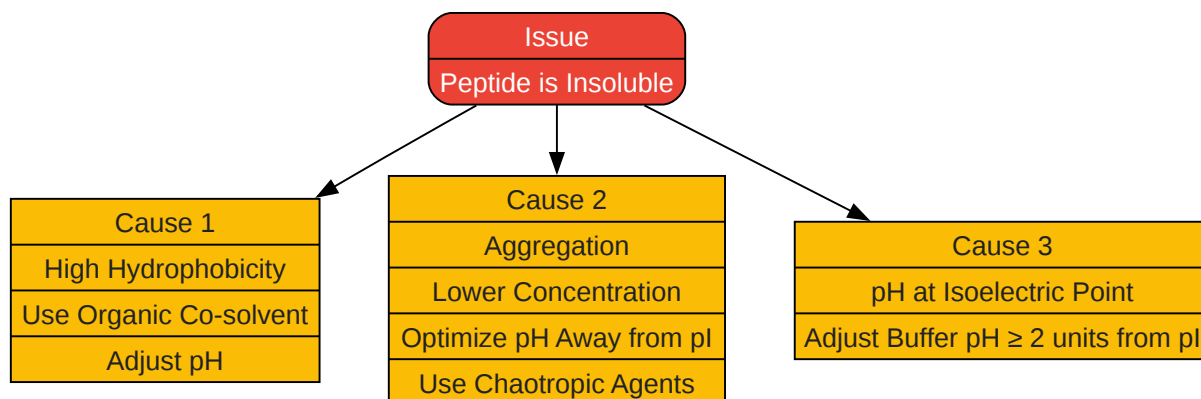 Issue
Peptide is Insoluble
Cause 1
High Hydrophobicity
Use Organic Co-solvent
Adjust pH
Cause 2
Aggregation
Lower Concentration
Optimize pH Away from pI
Use Chaotropic Agents
Cause 3
pH at Isoelectric Point
Adjust Buffer pH ≥ 2 units from pI